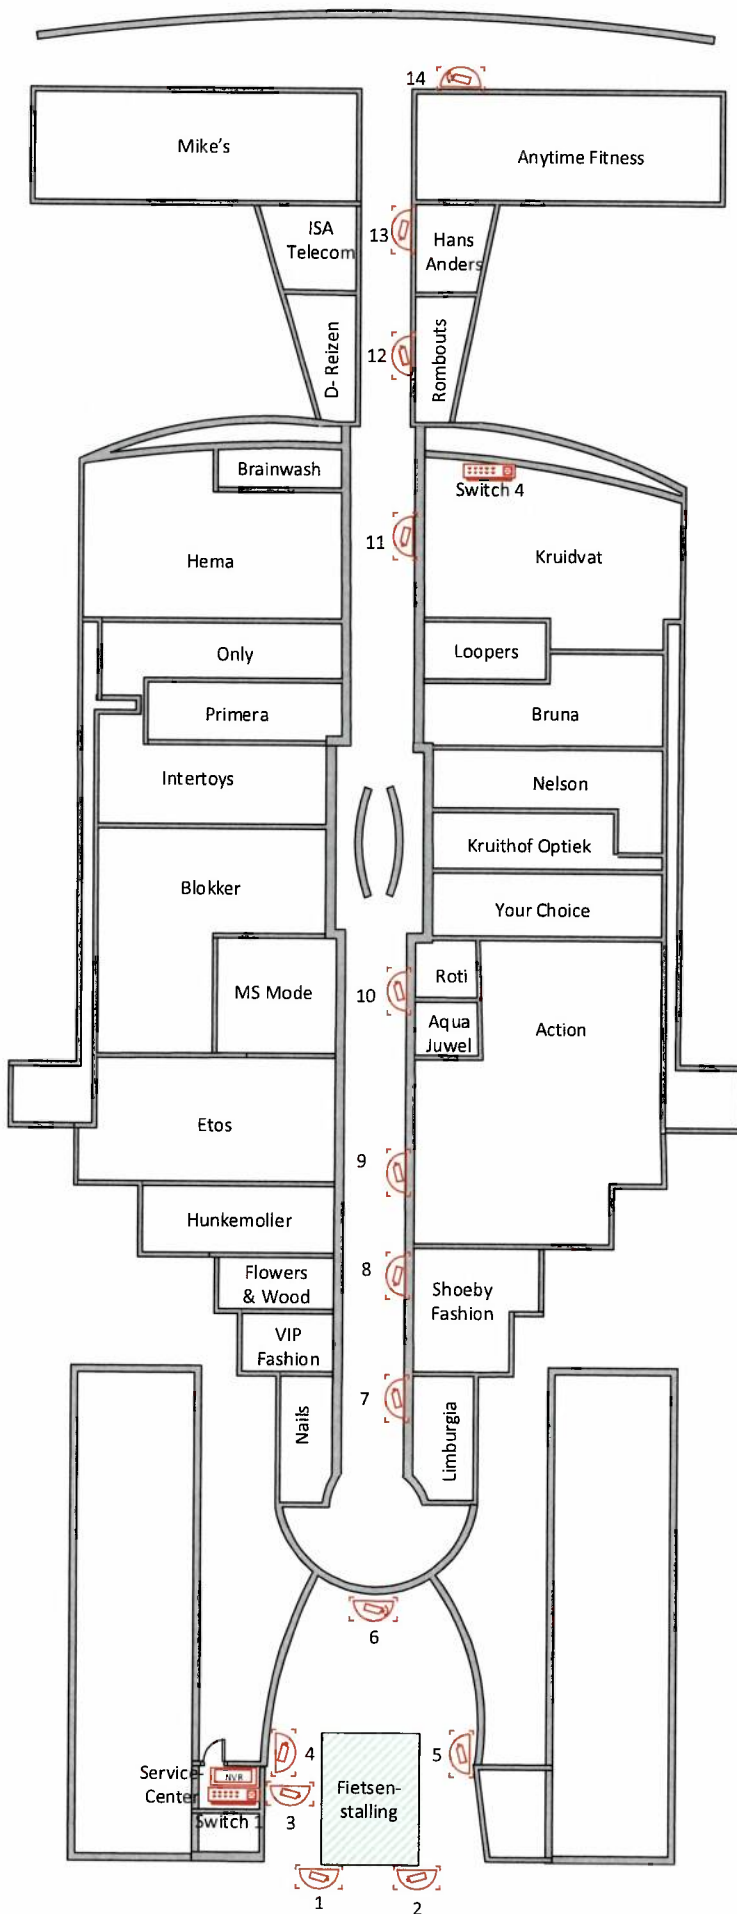 14
Mike's
Anytime Fitness
ISA
Telecom
13
Hans
Anders
D- Reizen
12
Rombouts
Brainwash
Switch 4
11
Hema
Kruidvat
Only
Loopers
Primera
Bruna
Intertoys
Nelson
Kruithof Optiek
Blokker
Your Choice
MS Mode
10
Roti
Aqua
Juwel
Action
Etos
9
Hunkemoller
8
Flowers
& Wood
Shoeby
Fashion
VIP
Fashion
7
Nails
Limburgia
6
4
5
Service-
Center
NVR
Switch 1
3
Fietsen-
stalling
1
2